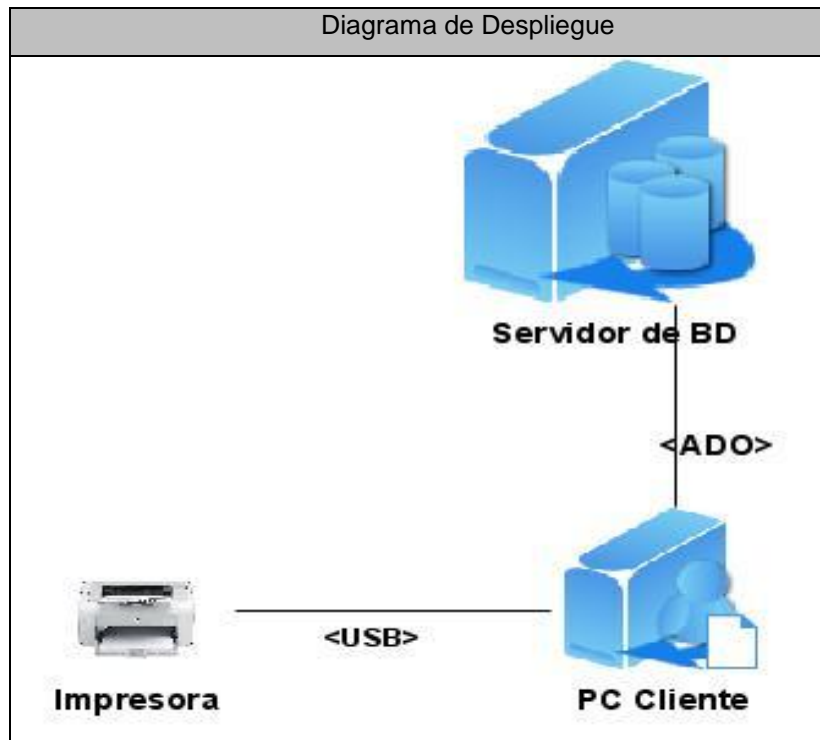 Diagrama de Despliegue
Servidor de BD
<ADO>
<USB>
Impresora
PC Cliente